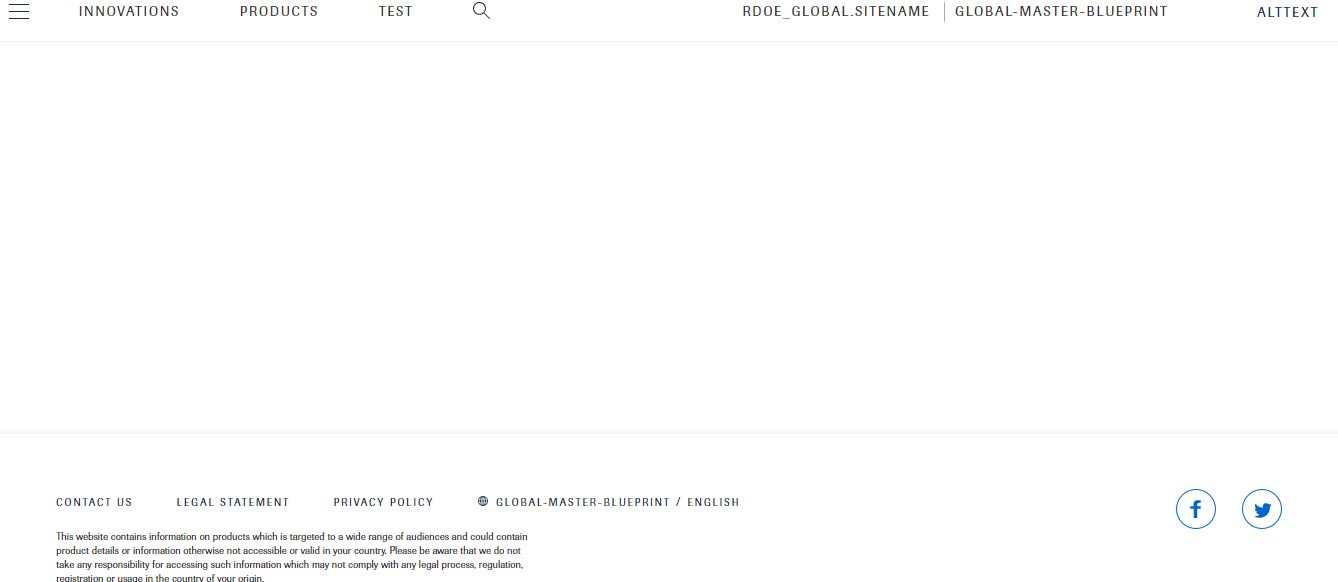 INNOVATIONS PRODUCTS TEST RDOE_GLOBAL.SITENAME GLOBAL-MASTER-BLUEPRINT ALTTEXT
CONTACT US LEGAL STATEMENT PRIVACY POLICY GLOBAL-MASTER-BLUEPRINT / ENGLISH
This website contains information on products which is targeted to a wide range of audiences and could contain
product details or information otherwise not accessible or valid in your country. Please be aware that we do not
take any responsibility for accessing such information which may not comply with any legal process, regulation,
registration or usage in the country of your origin.